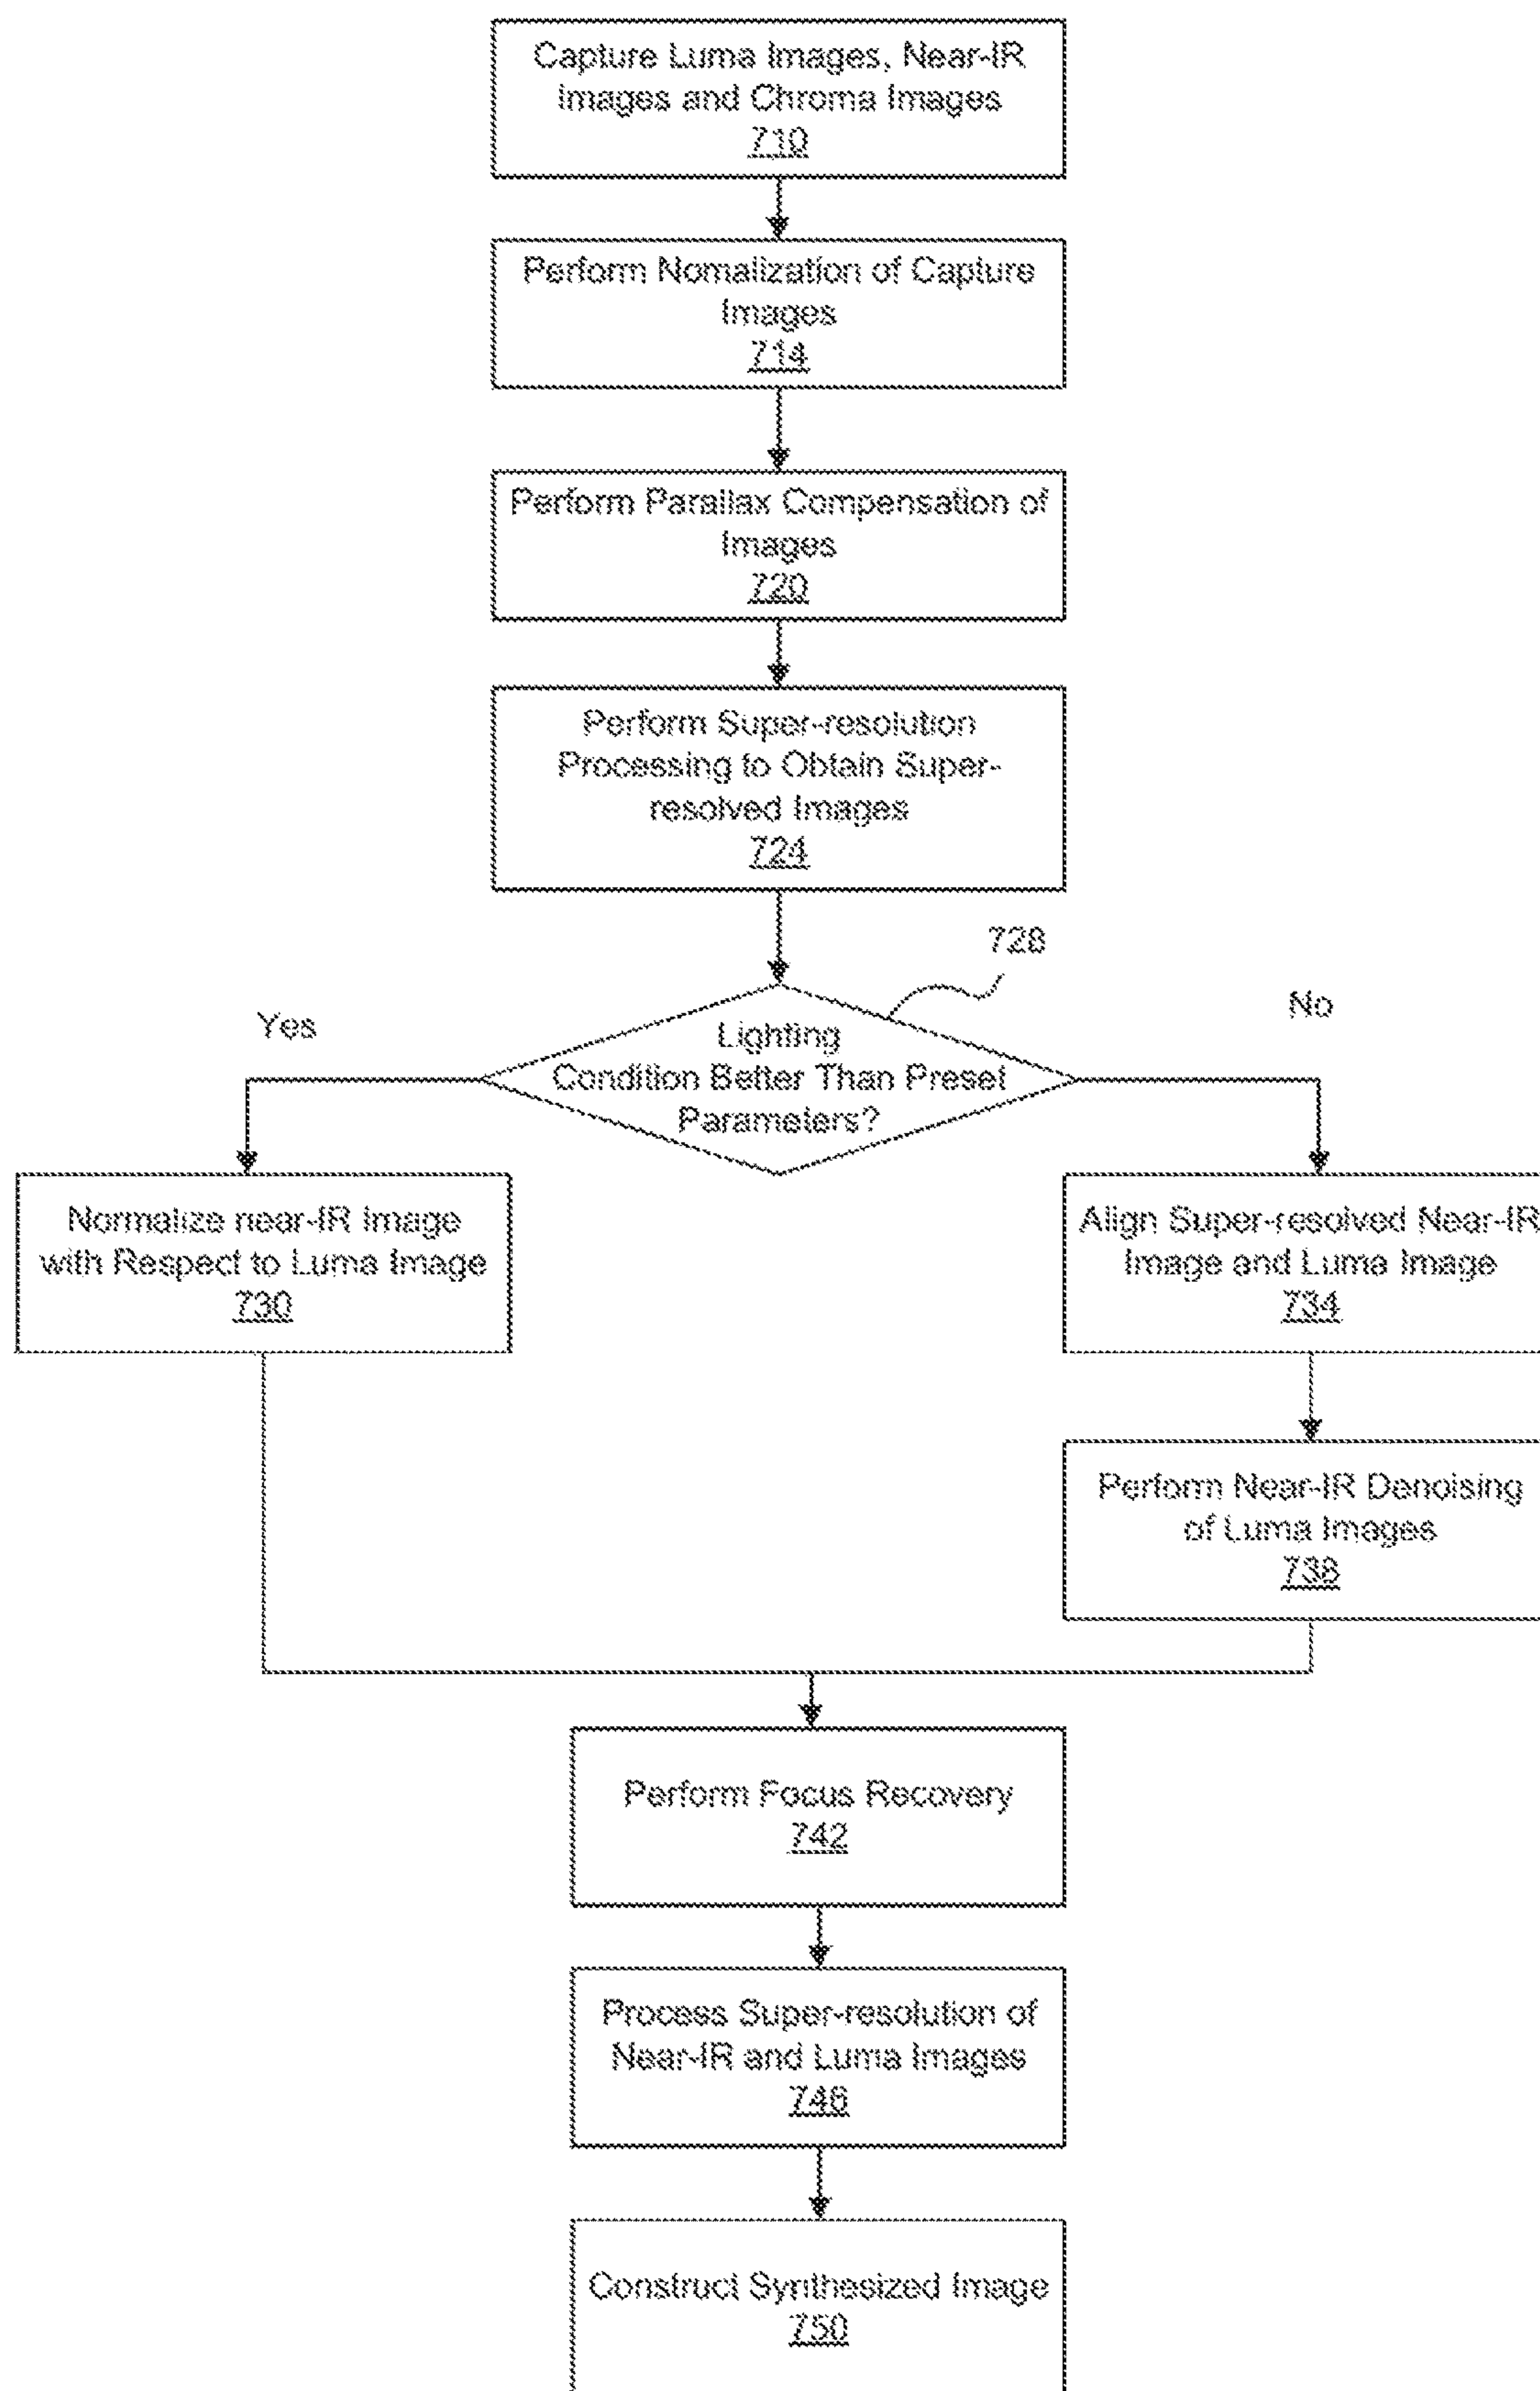 Capture Luma Images, Near-IR
Images and Chroma Images
710
Perform Nomalization of Capture
Images
714
Perform Parallax Compensation of
Images
720
Perform Super-resolution
Processing to Obtain Super-
resolved Images
724
728
Yes
No
Lighting
Condition Better Than Preset
Parameters?
Normalize near-IR Image
with Respect to Luma Image
730
Align Super-resolved Near-IR
Image and Luma Image
734
Perform Near-IR Denoising
of Luma Images
738
Perform Focus Recovery
742
Process Super-resolution of
Near-IR and Luma Images
746
Construct Synthesized Image
750